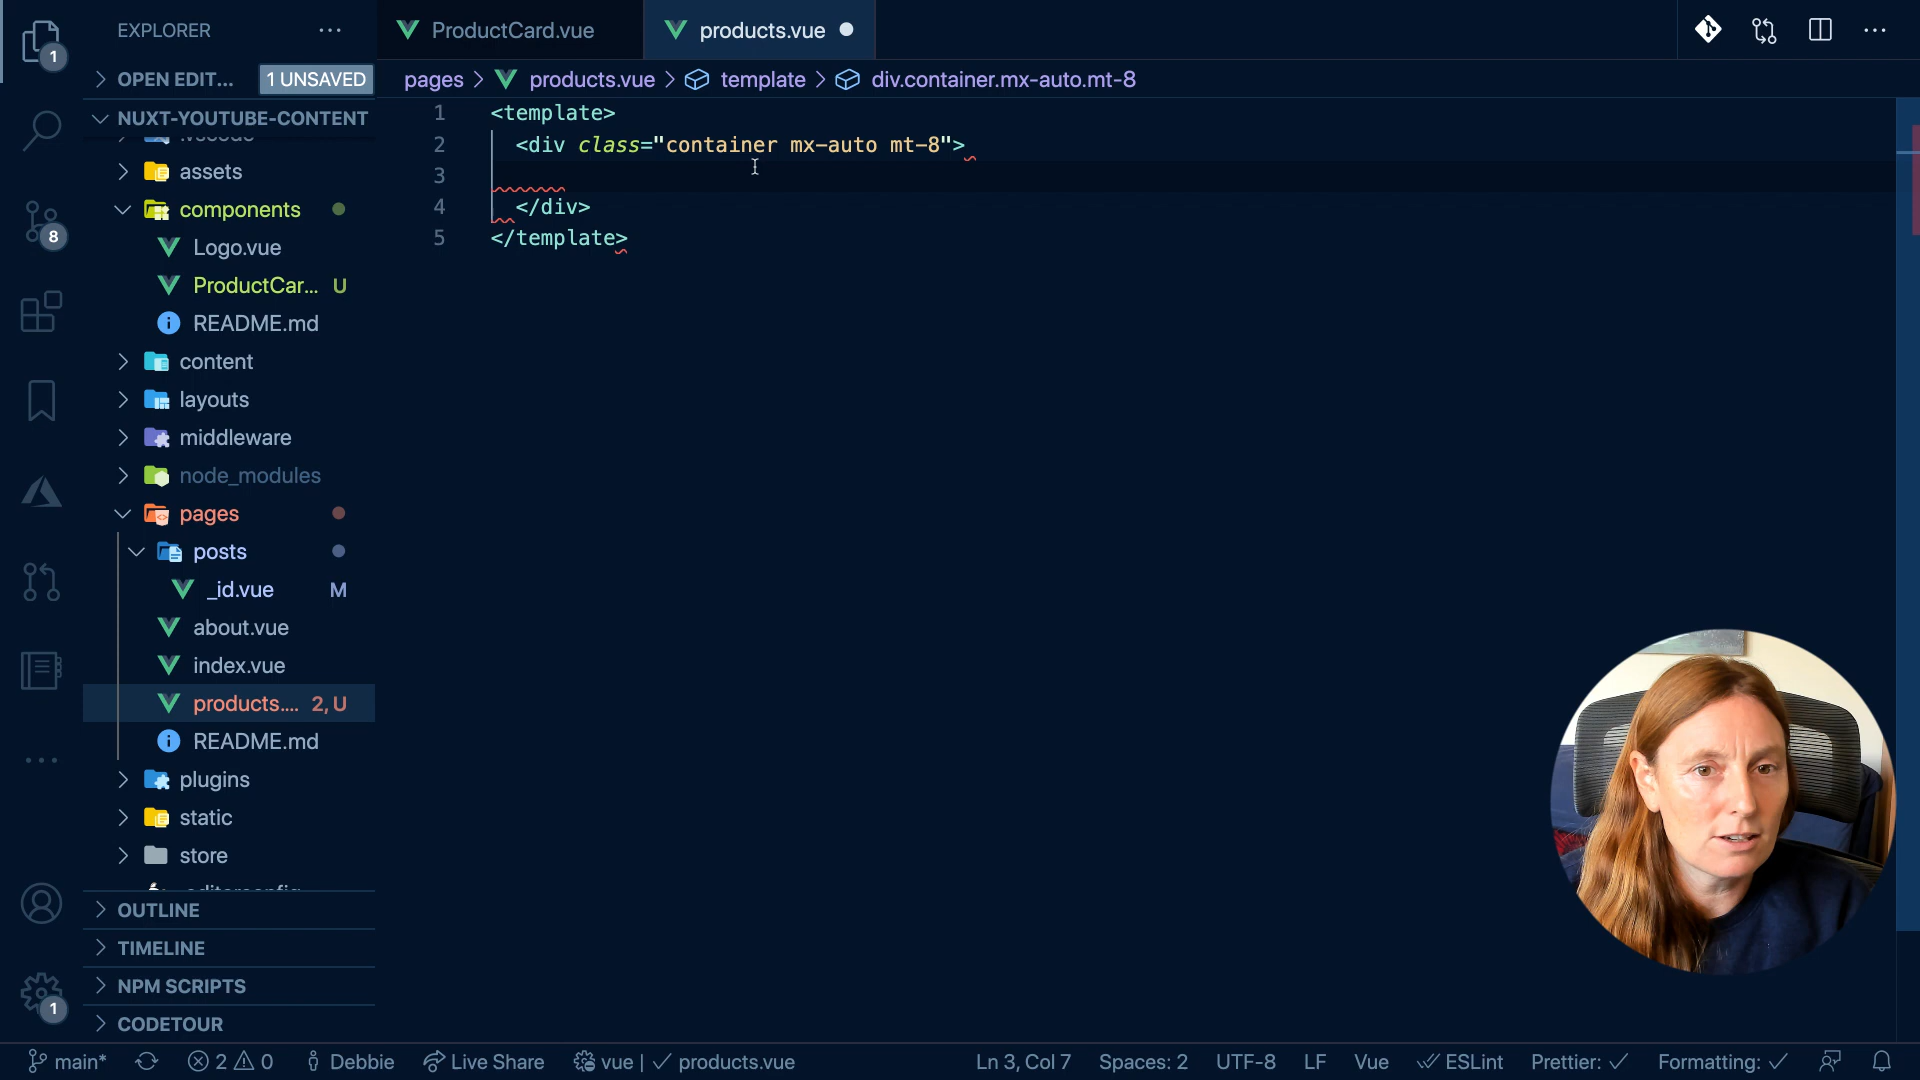 EXPLORER
ProductCard.vue
products.vue
OPEN EDIT... 1 UNSAVED
pages > products.vue > template > div.container.mx-auto.mt-8
NUXT-YOUTUBE-CONTENT
assets
components
Logo.vue
ProductCar... U
README.md
content
layouts
middleware
node_modules
pages
posts
_id.vue M
about.vue
index.vue
products.... 2, U
README.md
plugins
static
store
OUTLINE
TIMELINE
NPM SCRIPTS
CODETOUR
1
8
1
1 <template>
2 <div class="container mx-auto mt-8">
3
4 </div>
5 </template>
main* 2 0 Debbie Live Share vue | ✓ products.vue Ln 3, Col 7 Spaces: 2 UTF-8 LF Vue ESLint Prettier: ✓ Formatting: ✓